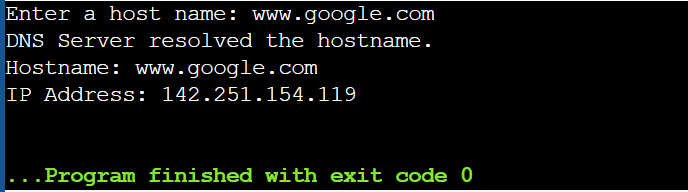 Enter a host name: www.google.com
DNS Server resolved the hostname.
Hostname: www.google.com
IP Address: 142.251.154.119
...Program finished with exit code 0